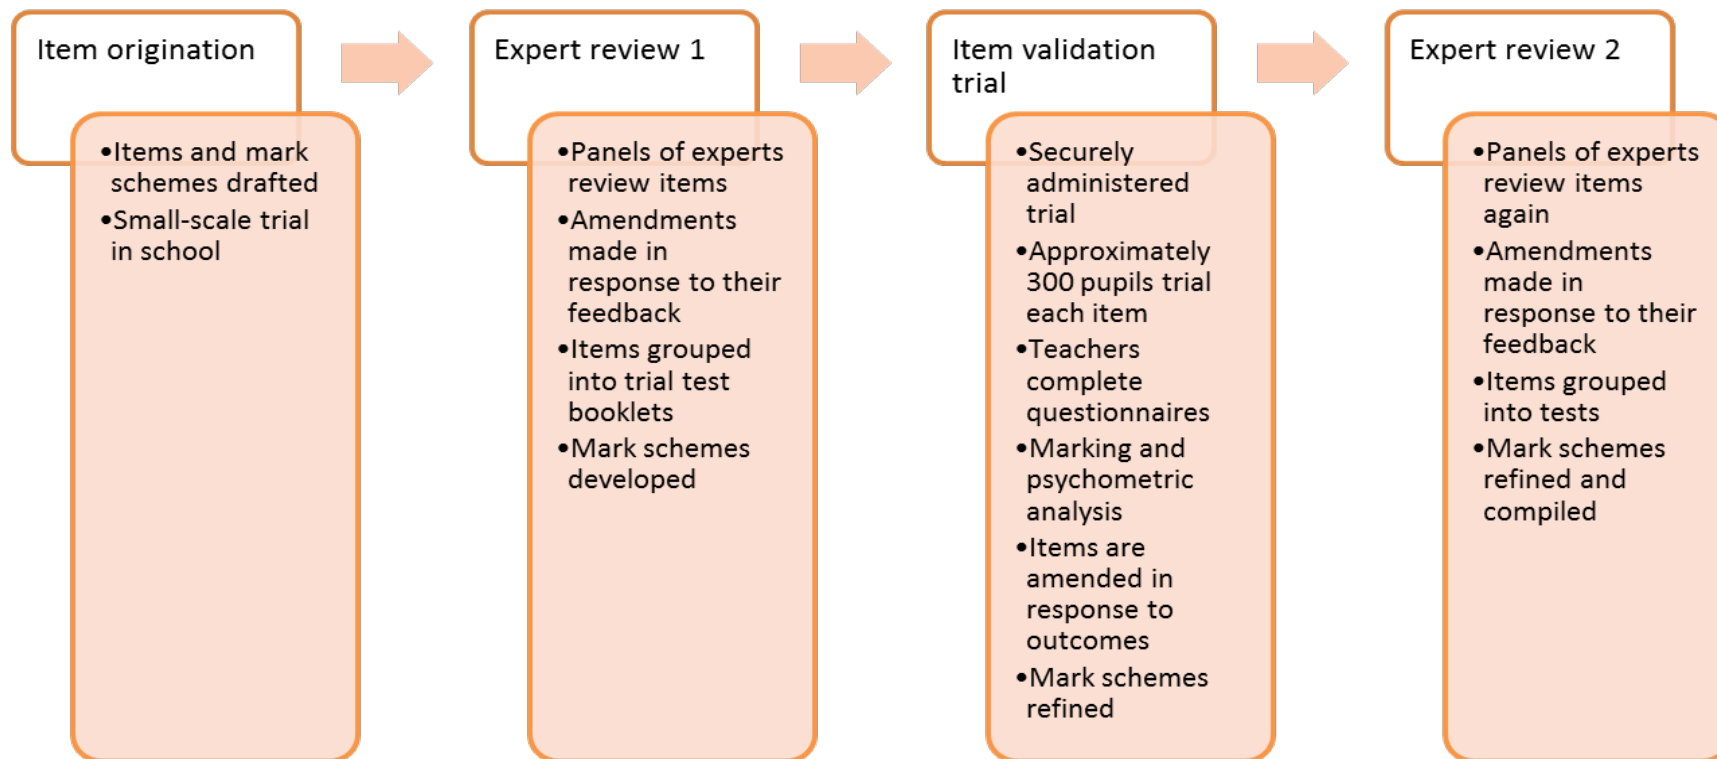 Item origination
•Items and mark
schemes drafted
•Small-scale trial
in school
Expert review 1
•Panels of experts
review items
•Amendments
made in
response to their
feedback
•Items grouped
into trial test
booklets
•Mark schemes
developed
Item validation
trial
•Securely
administered
trial
•Approximately
300 pupils trial
each item
•Teachers
complete
questionnaires
•Marking and
psychometric
analysis
•Items are
amended in
response to
outcomes
•Mark schemes
refined
Expert review 2
•Panels of experts
review items
again
•Amendments
made in
response to their
feedback
•Items grouped
into tests
•Mark schemes
refined and
compiled